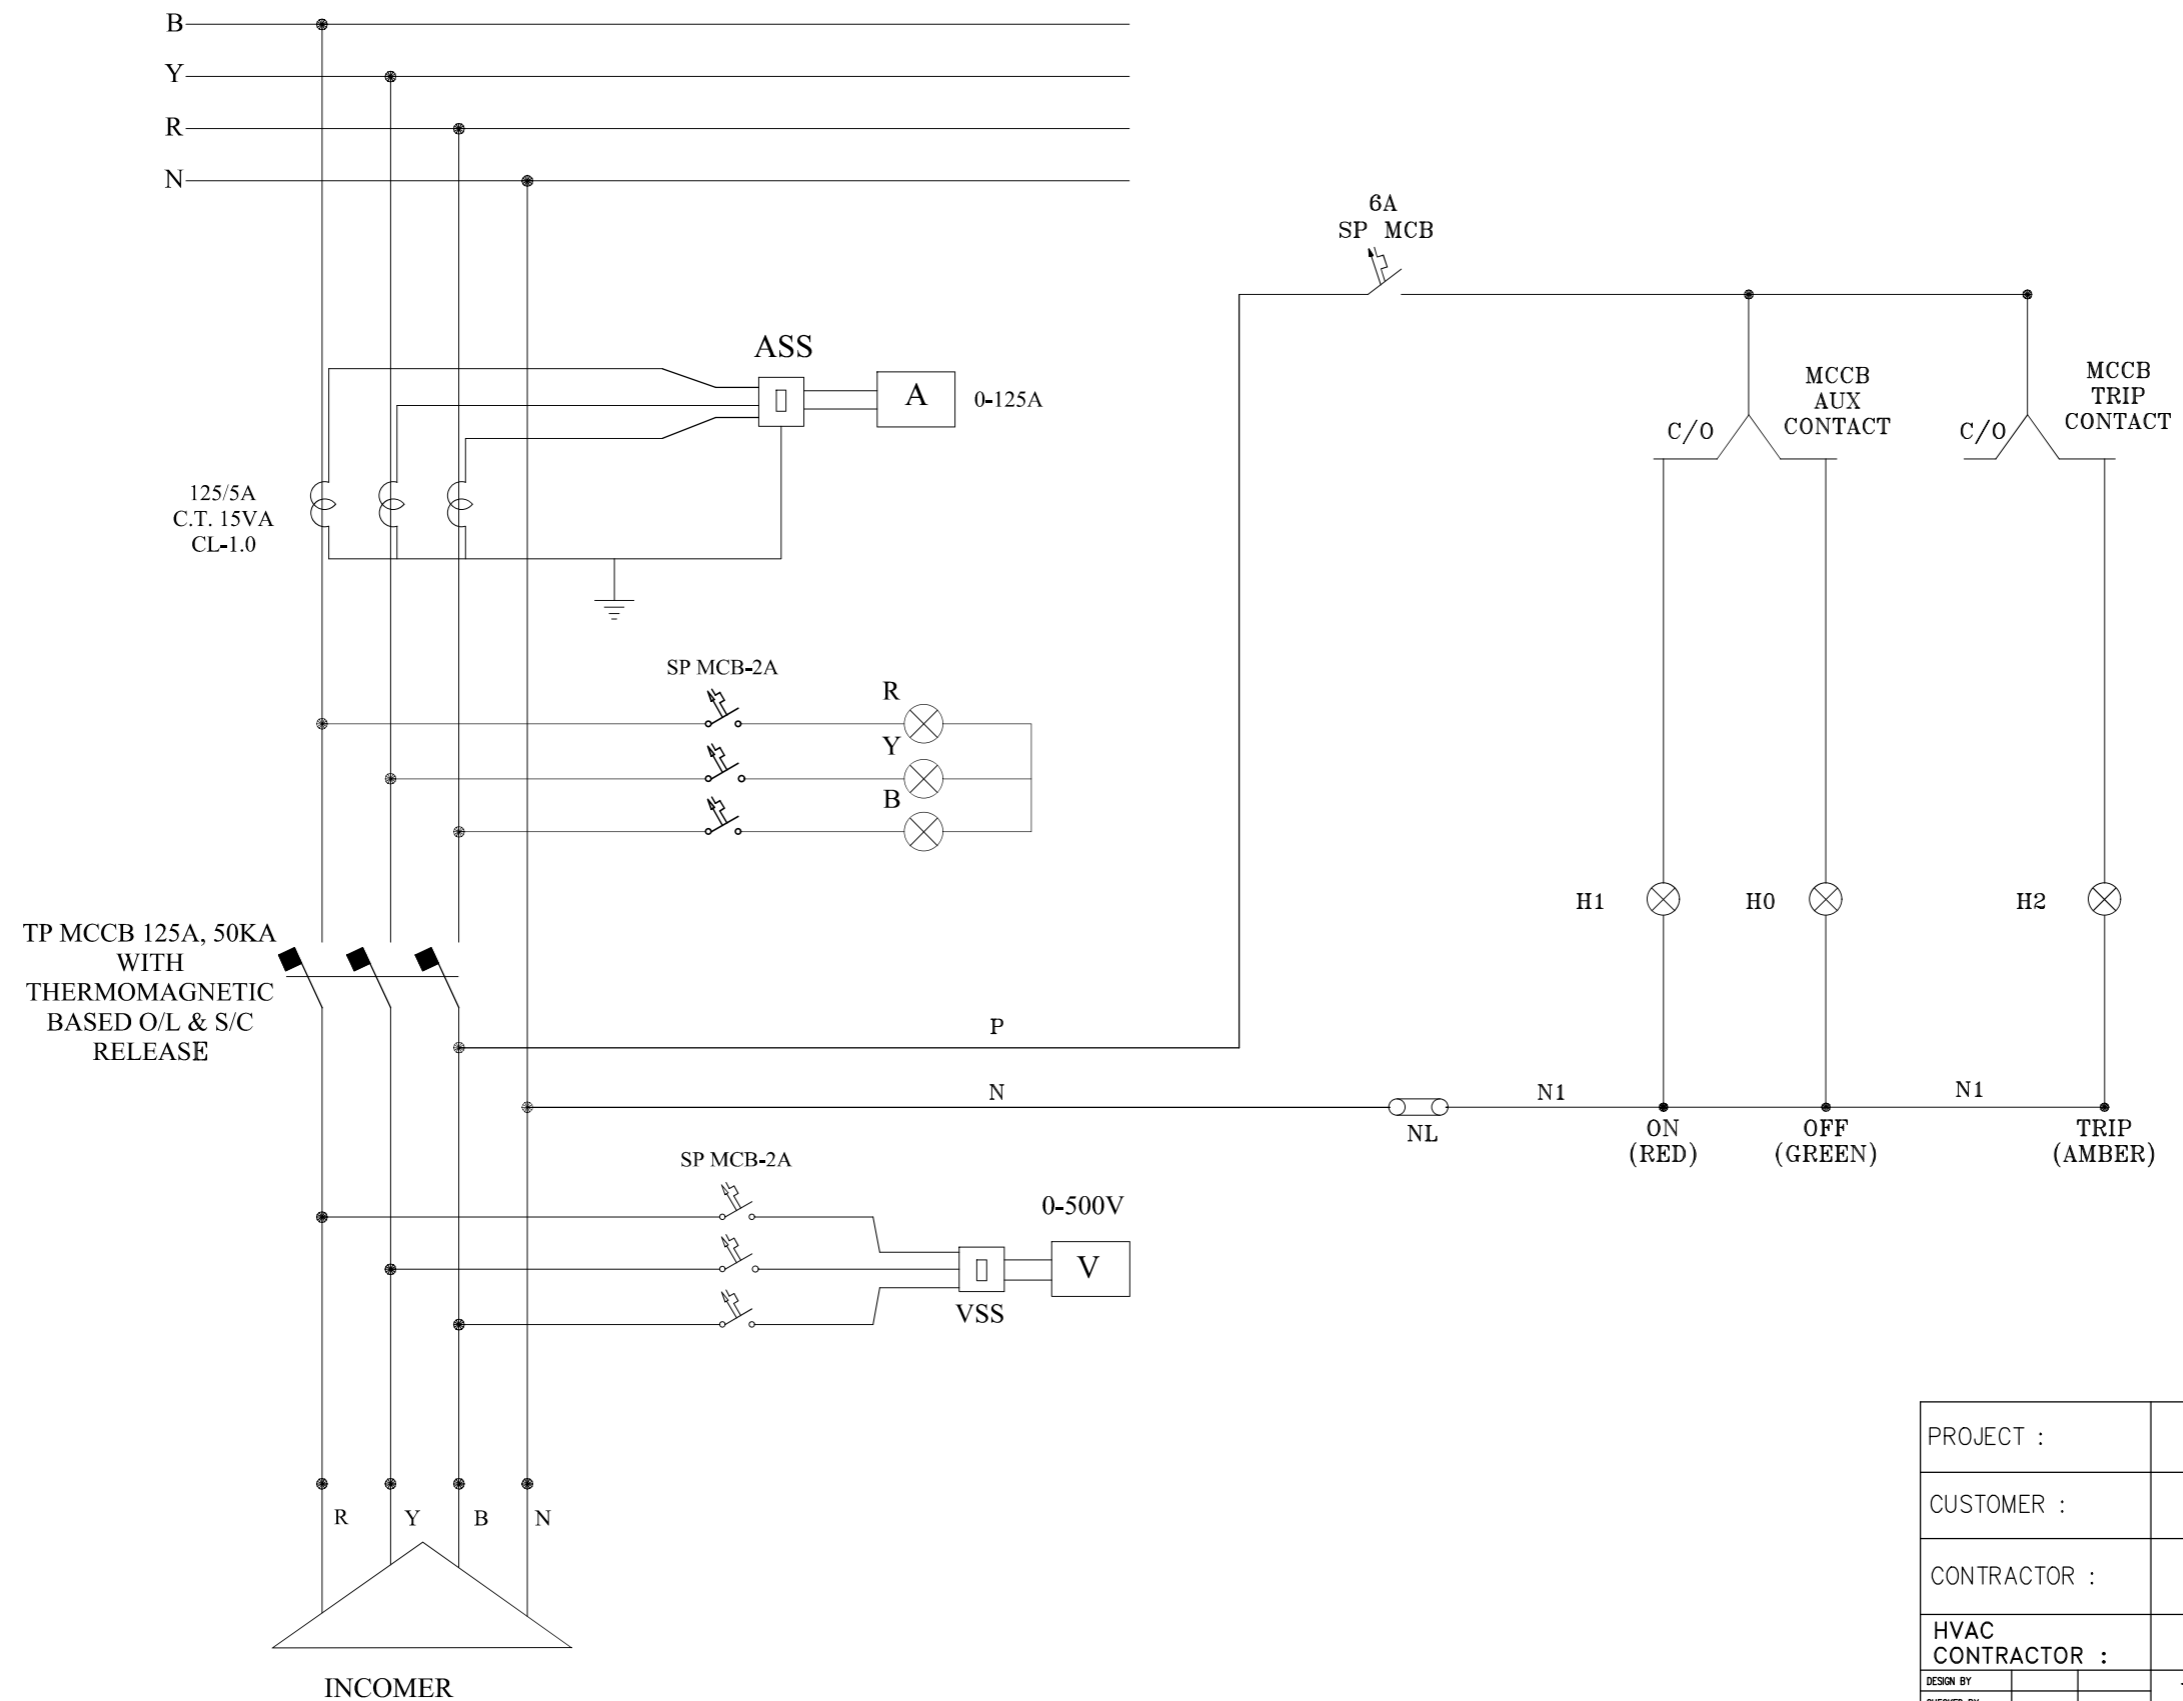 B
Y
R
N
6A
SP MCB
ASS
A
0-125A
MCCB
AUX
CONTACT
C/O
MCCB
TRIP
CONTACT
C/O
125/5A
C.T. 15VA
CL-1.0
SP MCB-2A
R
Y
B
H1
H0
H2
TP MCCB 125A, 50KA
WITH
THERMOMAGNETIC
BASED O/L & S/C
RELEASE
P
N
NL
N1
N1
ON
(RED)
OFF
(GREEN)
TRIP
(AMBER)
SP MCB-2A
0-500V
V
VSS
R
Y
B
N
INCOMER
PROJECT :
CUSTOMER :
CONTRACTOR :
HVAC
CONTRACTOR :
DESIGN BY